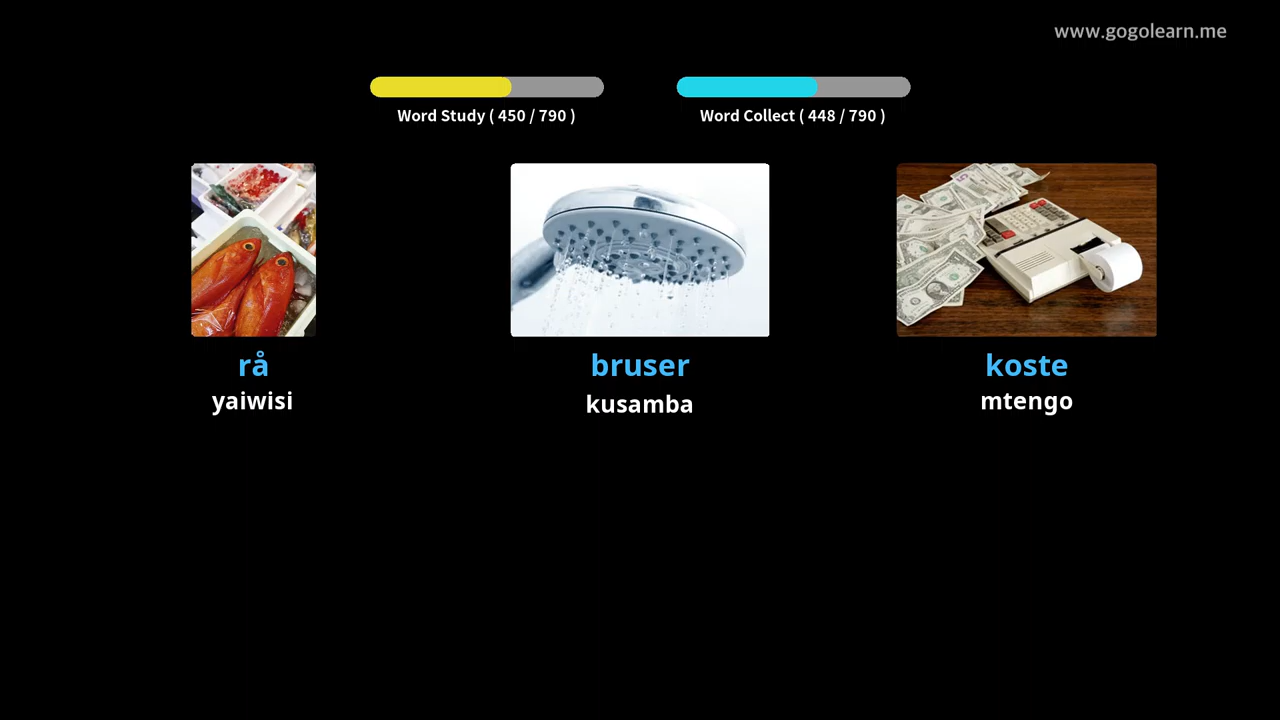 www.gogolearn.me
Word Study ( 450 / 790 )
Word Collect ( 448 / 790 )
rå
yaiwisi
bruser
kusamba
koste
mtengo